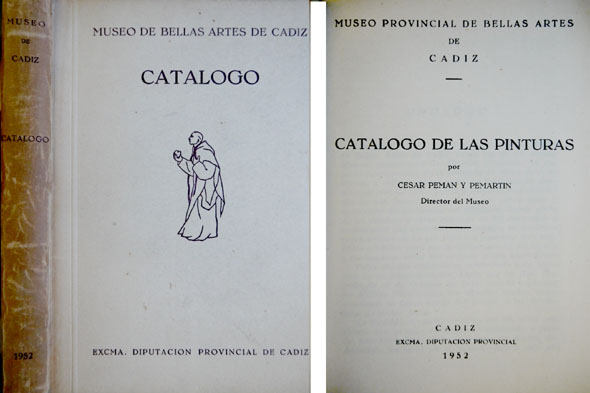 MUSEO
DE
CADIZ
CATALOGO
1952
MUSEO DE BELLAS ARTES DE CADIZ
CATALOGO
EXCMA. DIPUTACION PROVINCIAL DE CADIZ
MUSEO PROVINCIAL DE BELLAS ARTES
DE
CADIZ
CATALOGO DE LAS PINTURAS
por
CESAR PEMAN Y PEMARTIN
Director del Museo
CADIZ
EXCMA. DIPUTACION PROVINCIAL
1952